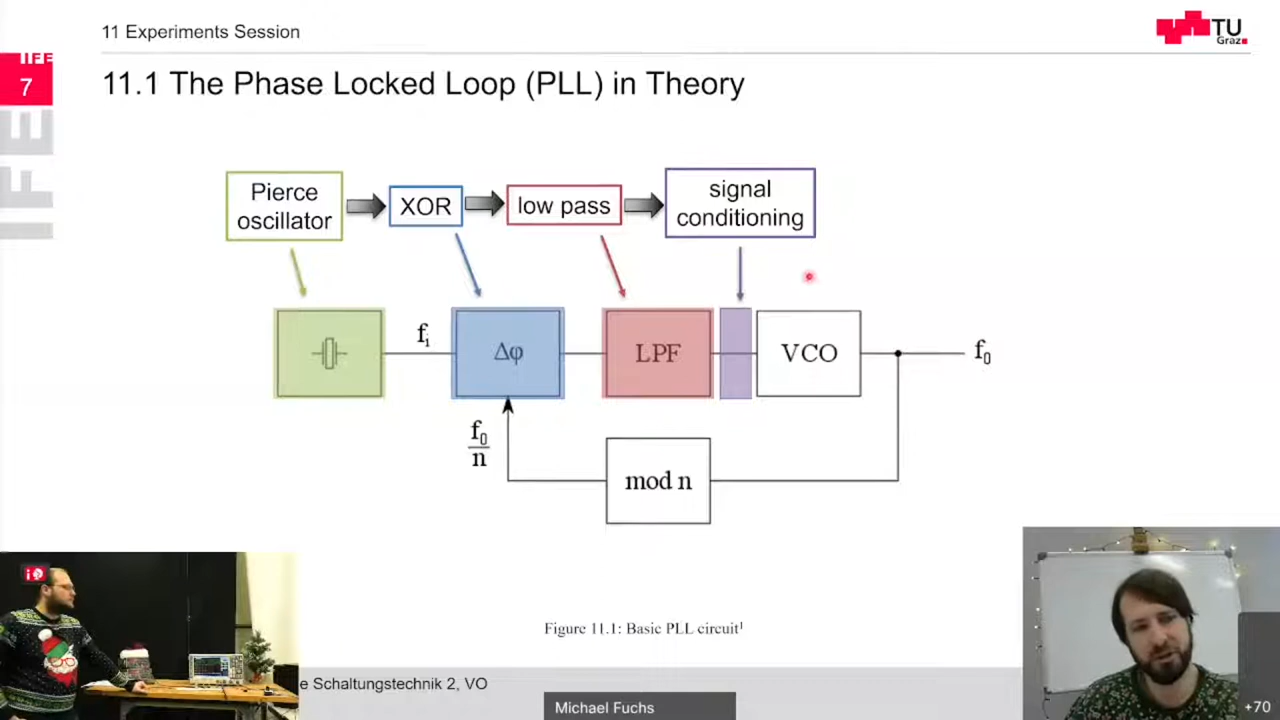 11 Experiments Session
TU
Graz
IFE
7
IFE
11.1 The Phase Locked Loop (PLL) in Theory
Pierce
oscillator
XOR
low pass
signal
conditioning
fi
Δφ
LPF
VCO
f0
f0
n
mod n
Figure 11.1: Basic PLL circuit1
e Schaltungstechnik 2, VO
Michael Fuchs
+70